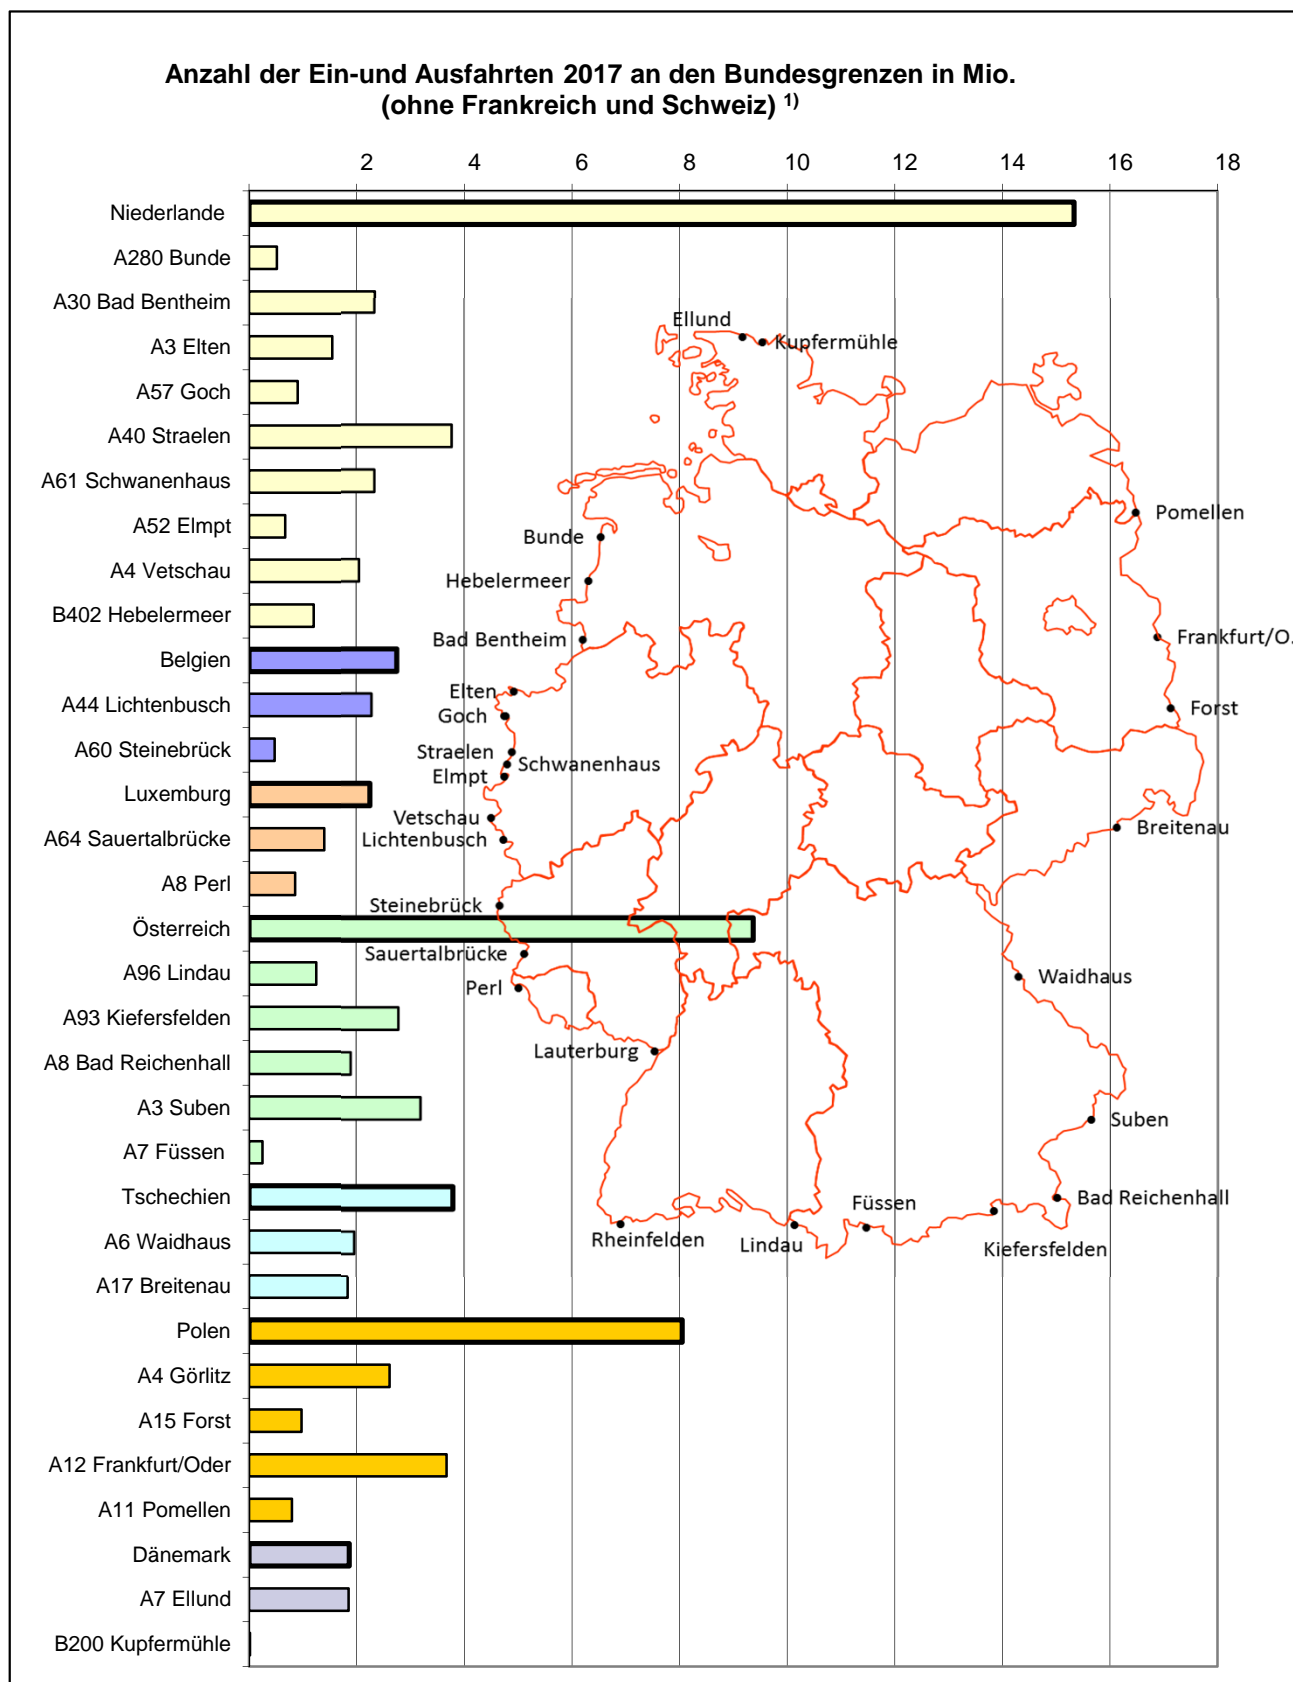 Anzahl der Ein-und Ausfahrten 2017 an den Bundesgrenzen in Mio.
(ohne Frankreich und Schweiz) 1)
2 4 6 8 10 12 14 16 18
Niederlande
A280 Bunde
A30 Bad Bentheim
A3 Elten
A57 Goch
A40 Straelen
A61 Schwanenhaus
A52 Elmpt
A4 Vetschau
B402 Hebelermeer
Belgien
A44 Lichtenbusch
A60 Steinebrück
Luxemburg
A64 Sauertalbrücke
A8 Perl
Österreich
A96 Lindau
A93 Kiefersfelden
A8 Bad Reichenhall
A3 Suben
A7 Füssen
Tschechien
A6 Waidhaus
A17 Breitenau
Polen
A4 Görlitz
A15 Forst
A12 Frankfurt/Oder
A11 Pomellen
Dänemark
A7 Ellund
B200 Kupfermühle
Ellund
Kupfermühle
Pomellen
Bunde
Hebelermeer
Bad Bentheim
Frankfurt/O.
Elten
Goch
Forst
Straelen
Schwanenhaus
Elmpt
Vetschau
Breitenau
Lichtenbusch
Steinebrück
Sauertalbrücke
Waidhaus
Perl
Lauterburg
Suben
Bad Reichenhall
Füssen
Rheinfelden
Lindau
Kiefersfelden